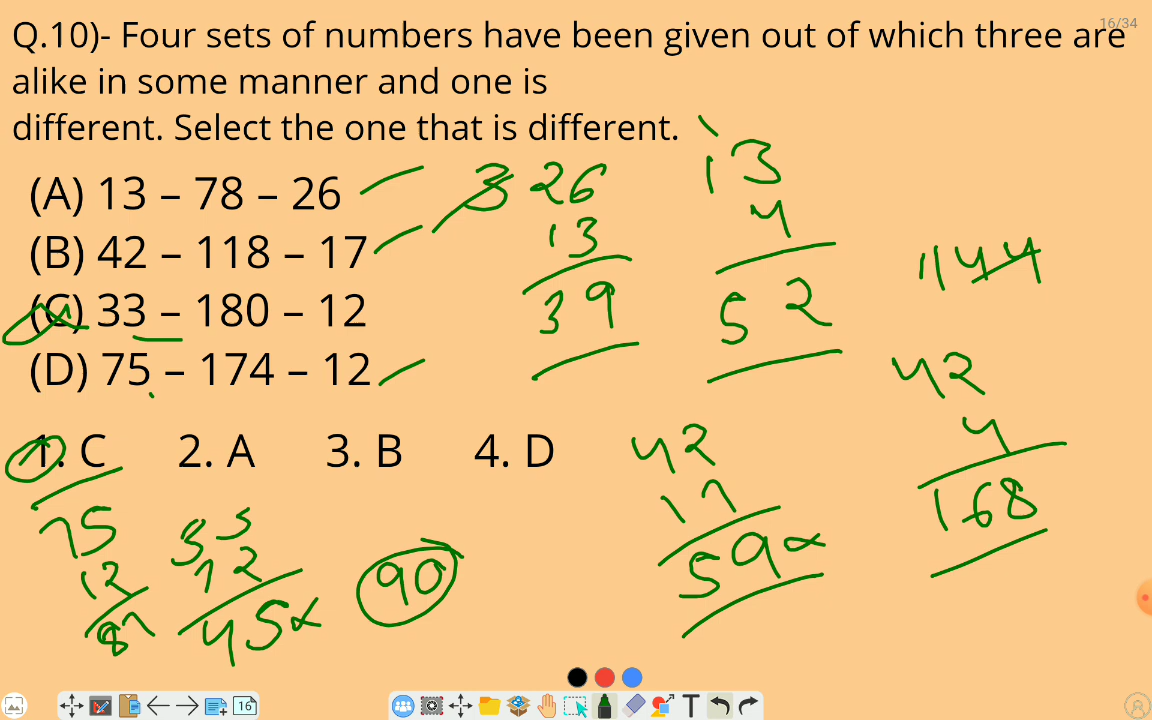 16/34
Q.10)- Four sets of numbers have been given out of which three are
alike in some manner and one is
different. Select the one that is different.
(A) 13 – 78 – 26
(B) 42 – 118 – 17
(C) 33 – 180 – 12
(D) 75 – 174 – 12
1. C 2. A 3. B 4. D
26
13
39
13
4
52
1144
42
4
168
42
17
59
75
12
87
33
12
45
90
16
T